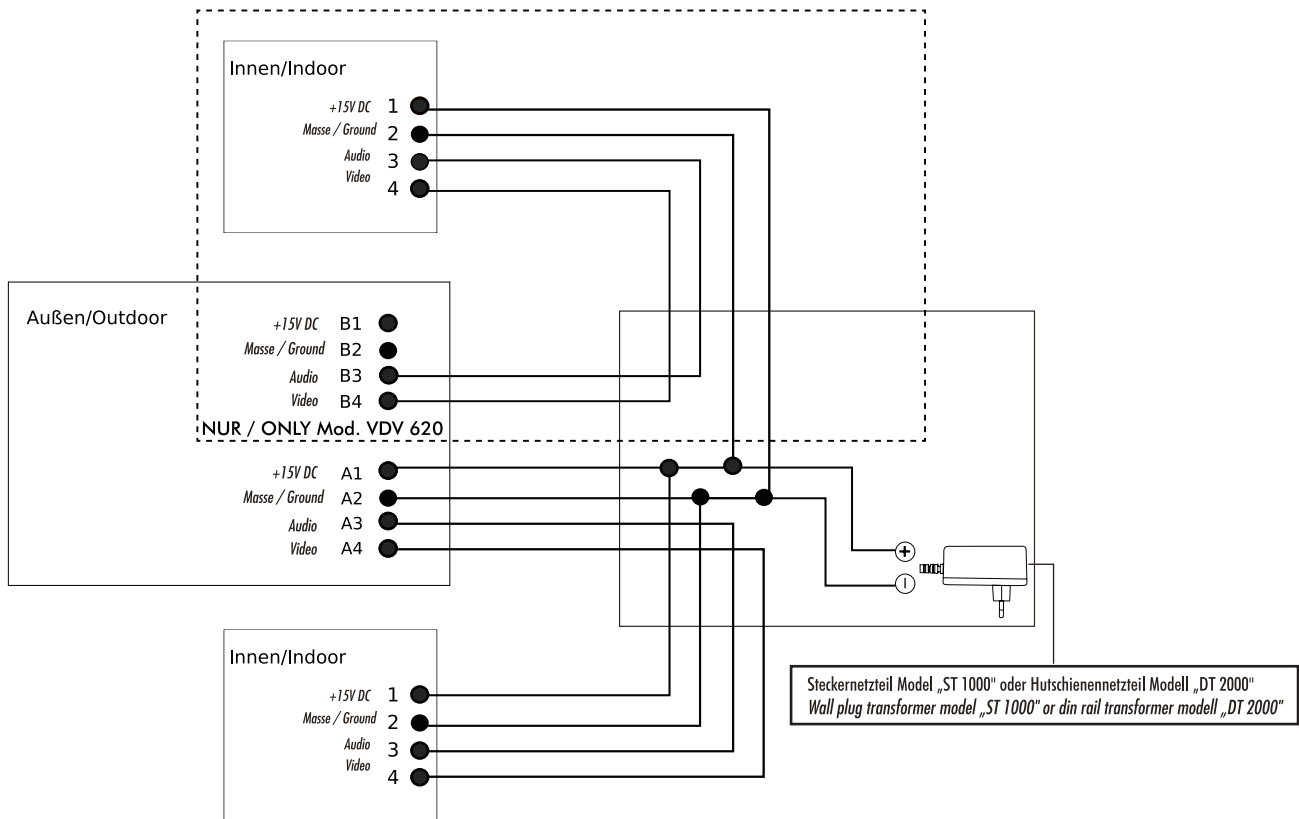 Innen/Indoor
+15V DC 1
Masse / Ground 2
Audio 3
Video 4
Außen/Outdoor
+15V DC B1
Masse / Ground B2
Audio B3
Video B4
NUR / ONLY Mod. VDV 620
+15V DC A1
Masse / Ground A2
Audio A3
Video A4
+
Innen/Indoor
+15V DC 1
Masse / Ground 2
Audio 3
Video 4
Steckernetzteil Model „ST 1000" oder Hutschienennetzteil Modell „DT 2000"
Wall plug transformer model „ST 1000" or din rail transformer modell „DT 2000"